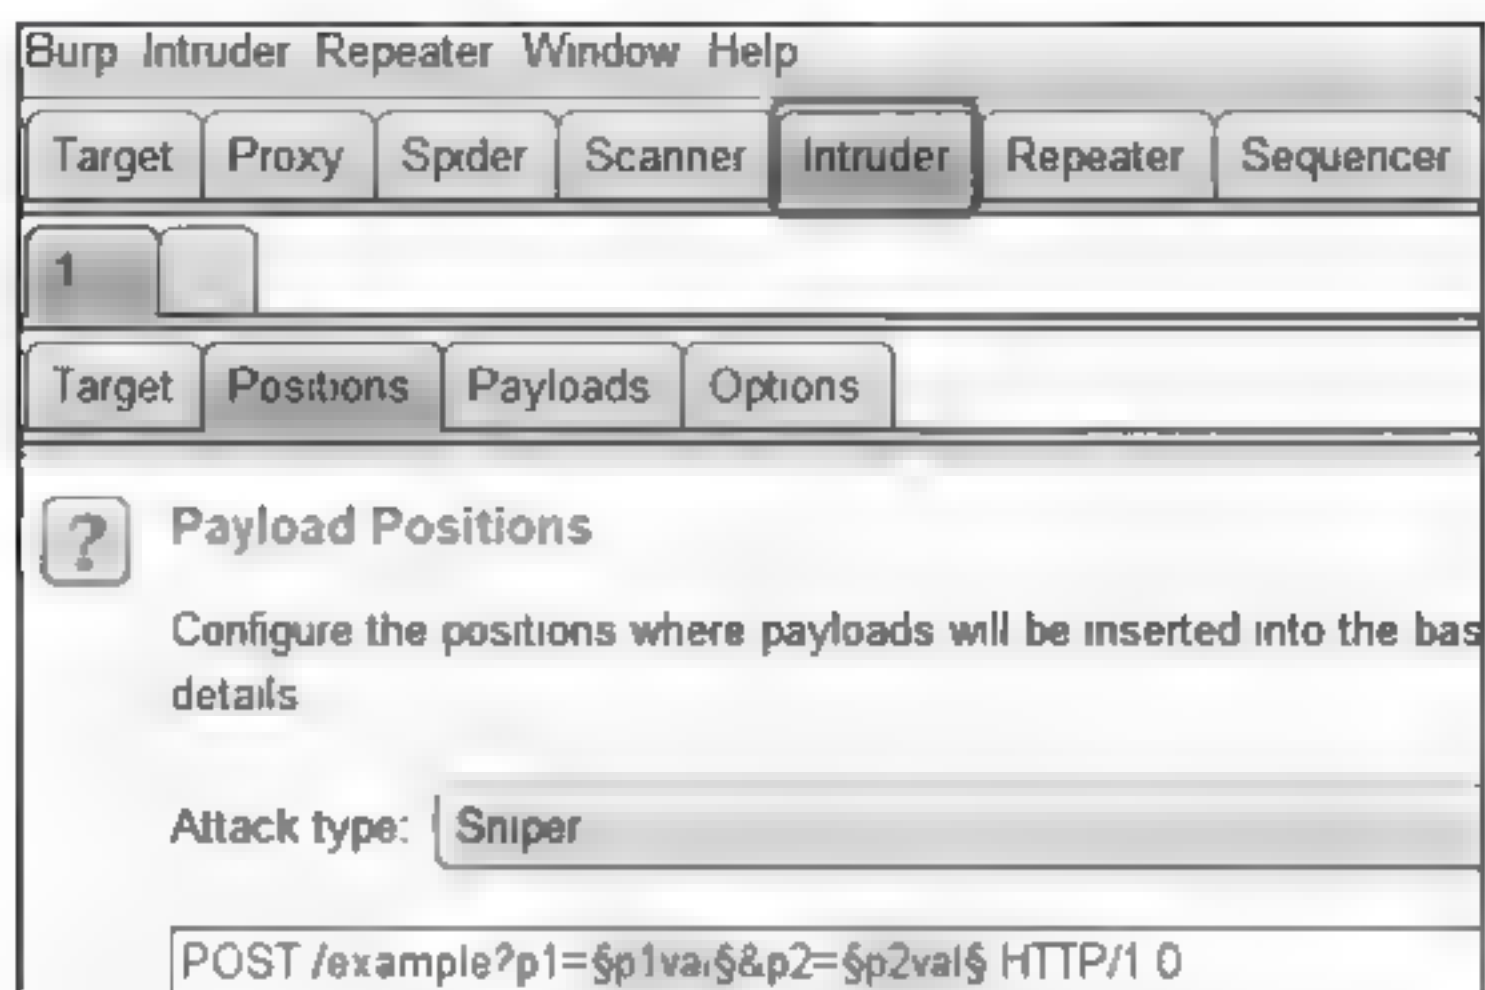 Burp Intruder Repeater Window Help
Target Proxy Spider Scanner Intruder Repeater Sequencer
1
Target Positions Payloads Options
? Payload Positions
Configure the positions where payloads will be inserted into the bas
details
Attack type: Sniper
POST /example?p1=§p1val§&p2=§p2val§ HTTP/1.0